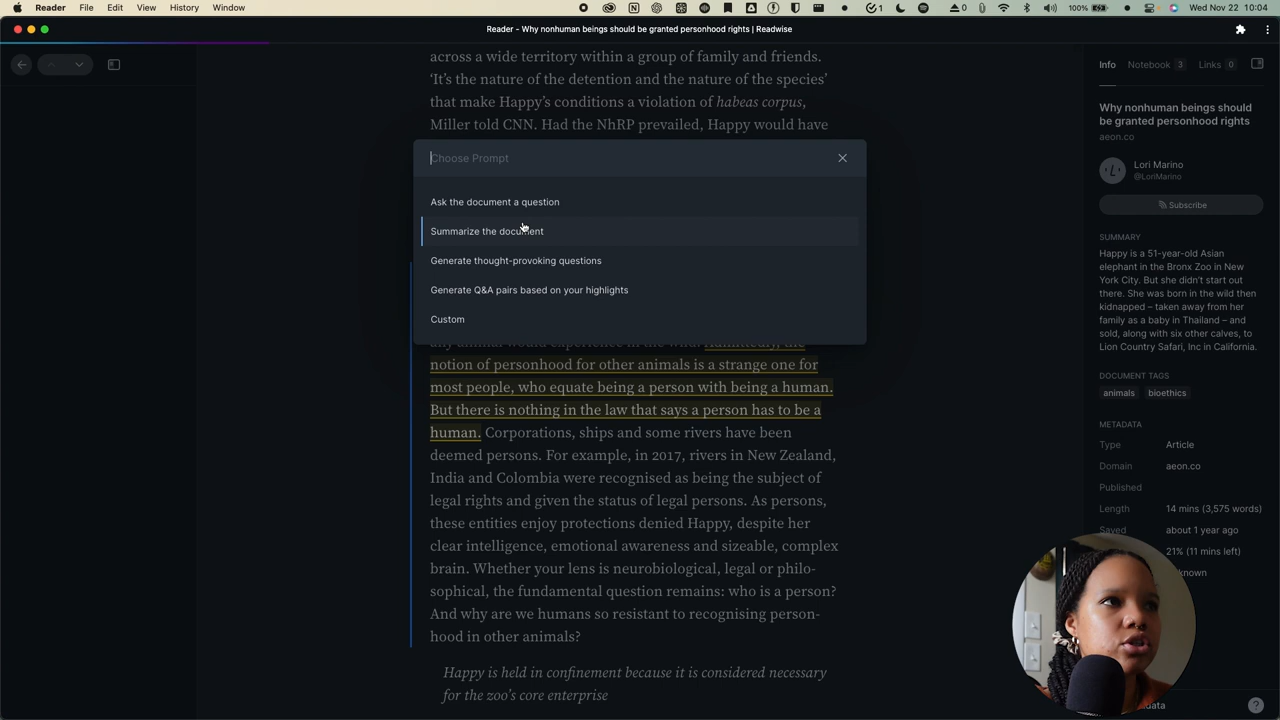 Reader File Edit View History Window
100%
Wed Nov 22 10:04
Reader - Why nonhuman beings should be granted personhood rights | Readwise
across a wide territory within a group of family and friends.
‘It’s the nature of the detention and the nature of the species’
that make Happy’s conditions a violation of habeas corpus,
Miller told CNN. Had the NhRP prevailed, Happy would have
Choose Prompt
Ask the document a question
Summarize the document
Generate thought-provoking questions
Generate Q&A pairs based on your highlights
Custom
any animal would experience in the wild. Admittedly, the
notion of personhood for other animals is a strange one for
most people, who equate being a person with being a human.
But there is nothing in the law that says a person has to be a
human. Corporations, ships and some rivers have been
deemed persons. For example, in 2017, rivers in New Zealand,
India and Colombia were recognised as being the subject of
legal rights and given the status of legal persons. As persons,
these entities enjoy protections denied Happy, despite her
clear intelligence, emotional awareness and sizeable, complex
brain. Whether your lens is neurobiological, legal or philo-
sophical, the fundamental question remains: who is a person?
And why are we humans so resistant to recognising person-
hood in other animals?
Happy is held in confinement because it is considered necessary
for the zoo’s core enterprise
Info Notebook 3 Links 0
Why nonhuman beings should
be granted personhood rights
aeon.co
L
Lori Marino
@LoriMarino
Subscribe
SUMMARY
Happy is a 51-year-old Asian
elephant in the Bronx Zoo in New
York City. But she didn’t start out
there. She was born in the wild then
kidnapped – taken away from her
family as a baby in Thailand – and
sold, along with six other calves, to
Lion Country Safari, Inc in California.
DOCUMENT TAGS
animals bioethics
METADATA
Type Article
Domain aeon.co
Published
Length 14 mins (3,575 words)
Saved about 1 year ago
21% (11 mins left)